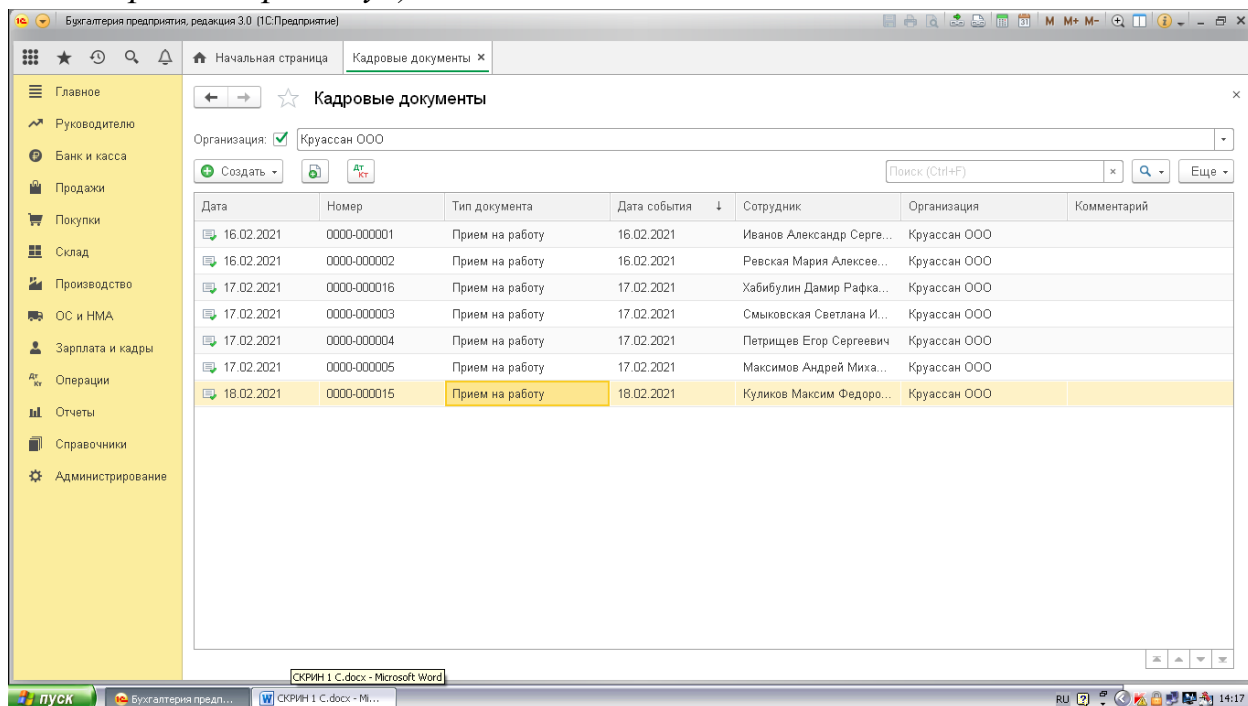 Бухгалтерия предприятия, редакция 3.0 (1С:Предприятие)
M M+ M-
Начальная страница
Кадровые документы ×
Главное
Руководителю
Банк и касса
Продажи
Покупки
Склад
Производство
ОС и НМА
Зарплата и кадры
Операции
Отчеты
Справочники
Администрирование
Кадровые документы
Организация: Круассан ООО
Создать
Дт Кт
Поиск (Ctrl+F)
Еще
Дата Номер Тип документа Дата события ↓ Сотрудник Организация Комментарий
16.02.2021 0000-000001 Прием на работу 16.02.2021 Иванов Александр Серге... Круассан ООО
16.02.2021 0000-000002 Прием на работу 16.02.2021 Ревская Мария Алексее... Круассан ООО
17.02.2021 0000-000016 Прием на работу 17.02.2021 Хабибулин Дамир Рафка... Круассан ООО
17.02.2021 0000-000003 Прием на работу 17.02.2021 Смыковская Светлана И... Круассан ООО
17.02.2021 0000-000004 Прием на работу 17.02.2021 Петрищев Егор Сергеевич Круассан ООО
17.02.2021 0000-000005 Прием на работу 17.02.2021 Максимов Андрей Миха... Круассан ООО
18.02.2021 0000-000015 Прием на работу 18.02.2021 Куликов Максим Федоро... Круассан ООО
СКРИН 1 С.docx - Microsoft Word
пуск
Бухгалтерия предп...
СКРИН 1 С.docx - Mi...
RU
14:17